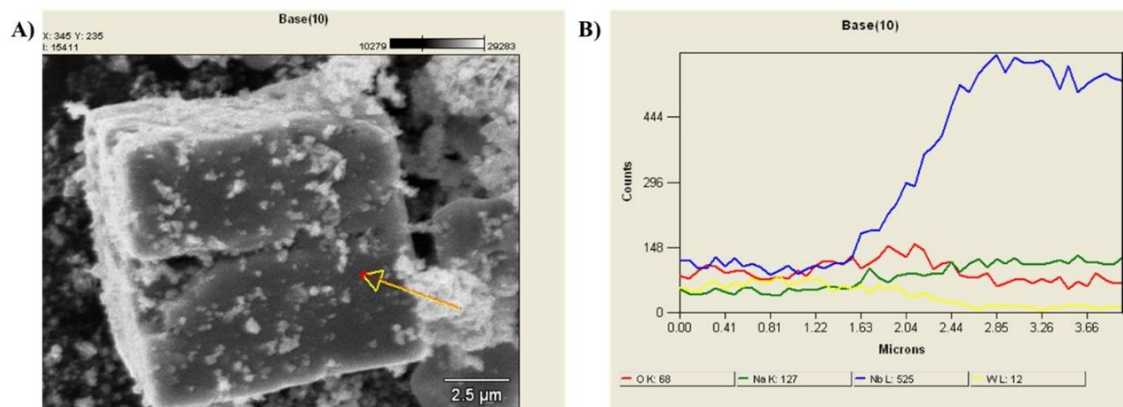 A)
Base(10)
X: 345 Y: 235
I: 15411
10279
29283
2.5 µm
B)
Base(10)
Counts
444
296
148
0
0.00 0.41 0.81 1.22 1.63 2.04 2.44 2.85 3.26 3.66
Microns
O K: 68 Na K: 127 Nb L: 525 W L: 12